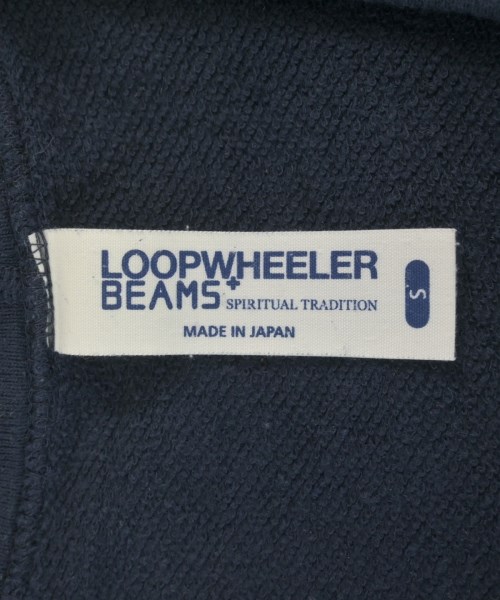 LOOPWHEELER
BEAMS+ SPIRITUAL TRADITION
MADE IN JAPAN
S